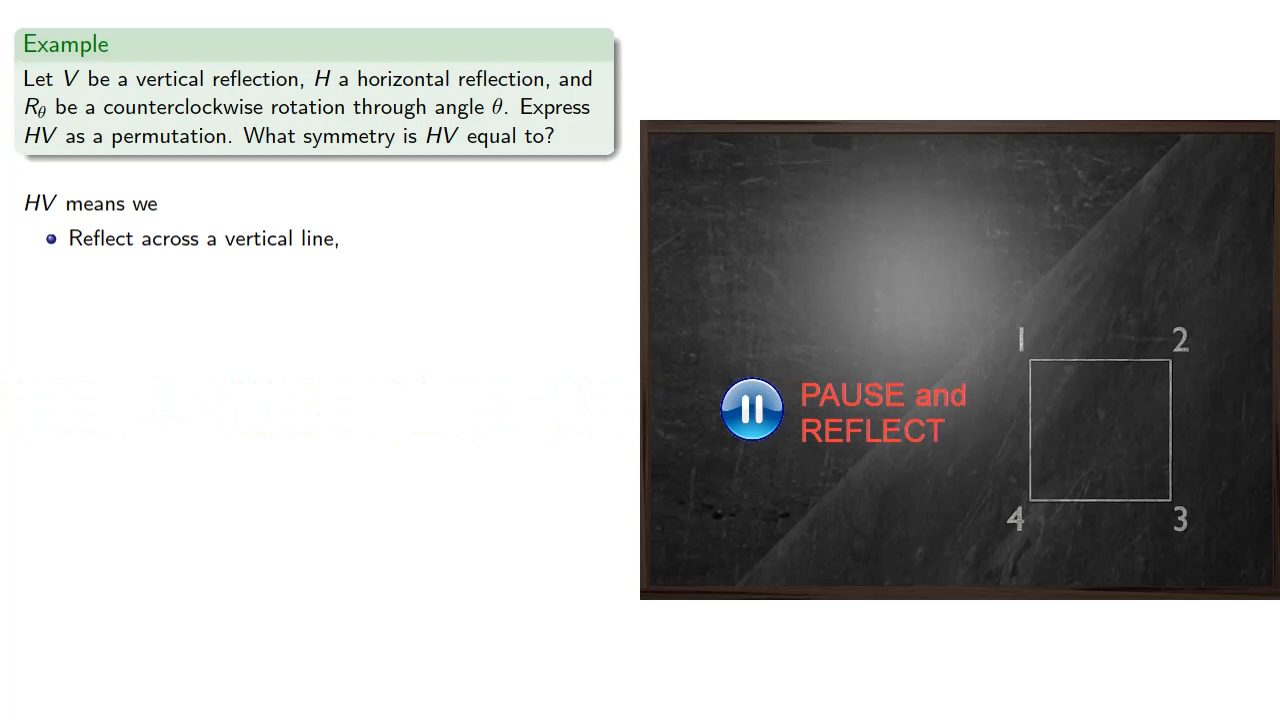 Example
Let V be a vertical reflection, H a horizontal reflection, and
R_θ be a counterclockwise rotation through angle θ. Express
HV as a permutation. What symmetry is HV equal to?
HV means we
Reflect across a vertical line,
PAUSE and
REFLECT
1 2
4 3